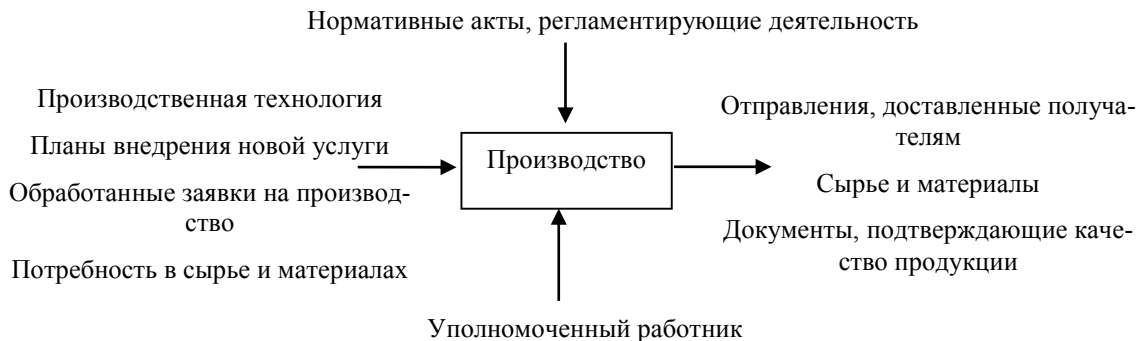 Нормативные акты, регламентирующие деятельность
Производственная технология
Планы внедрения новой услуги
Обработанные заявки на производ-
ство
Потребность в сырье и материалах
Производство
Отправления, доставленные получа-
телям
Сырье и материалы
Документы, подтверждающие каче-
ство продукции
Уполномоченный работник